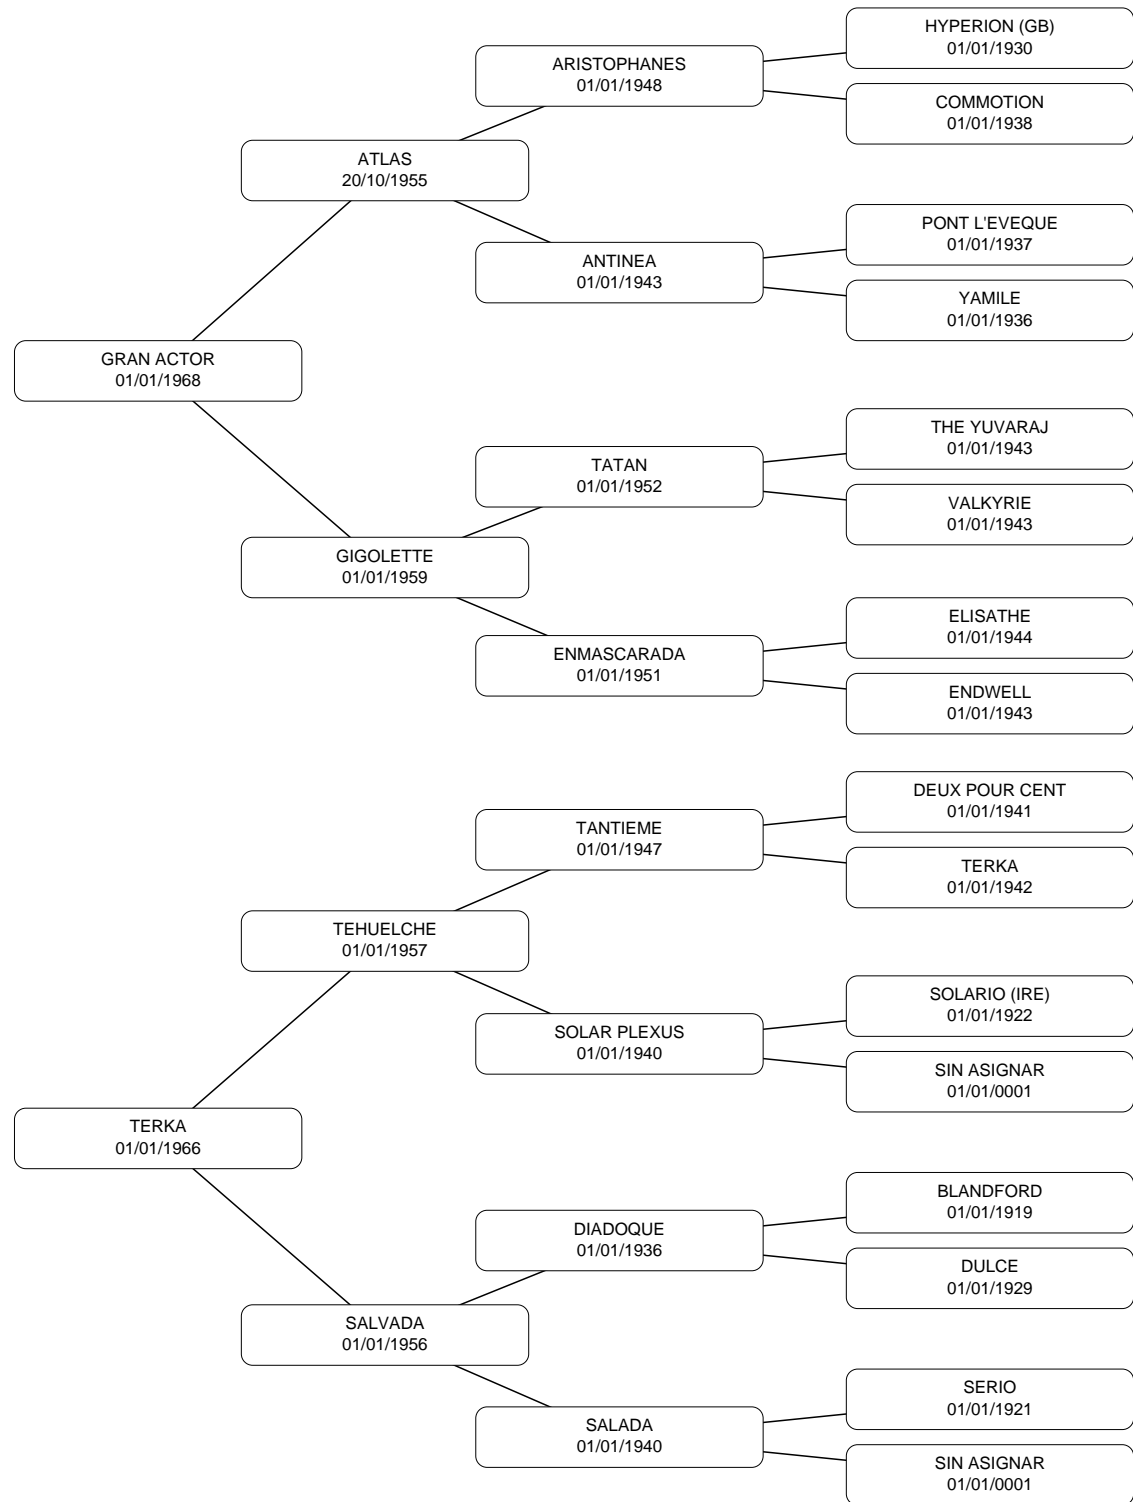 HYPERION (GB)
01/01/1930
ARISTOPHANES
01/01/1948
COMMOTION
01/01/1938
ATLAS
20/10/1955
PONT L'EVEQUE
01/01/1937
ANTINEA
01/01/1943
YAMILE
01/01/1936
GRAN ACTOR
01/01/1968
THE YUVARAJ
01/01/1943
TATAN
01/01/1952
VALKYRIE
01/01/1943
GIGOLETTE
01/01/1959
ELISATHE
01/01/1944
ENMASCARADA
01/01/1951
ENDWELL
01/01/1943
DEUX POUR CENT
01/01/1941
TANTIEME
01/01/1947
TERKA
01/01/1942
TEHUELCHE
01/01/1957
SOLARIO (IRE)
01/01/1922
SOLAR PLEXUS
01/01/1940
SIN ASIGNAR
01/01/0001
TERKA
01/01/1966
BLANDFORD
01/01/1919
DIADOQUE
01/01/1936
DULCE
01/01/1929
SALVADA
01/01/1956
SERIO
01/01/1921
SALADA
01/01/1940
SIN ASIGNAR
01/01/0001